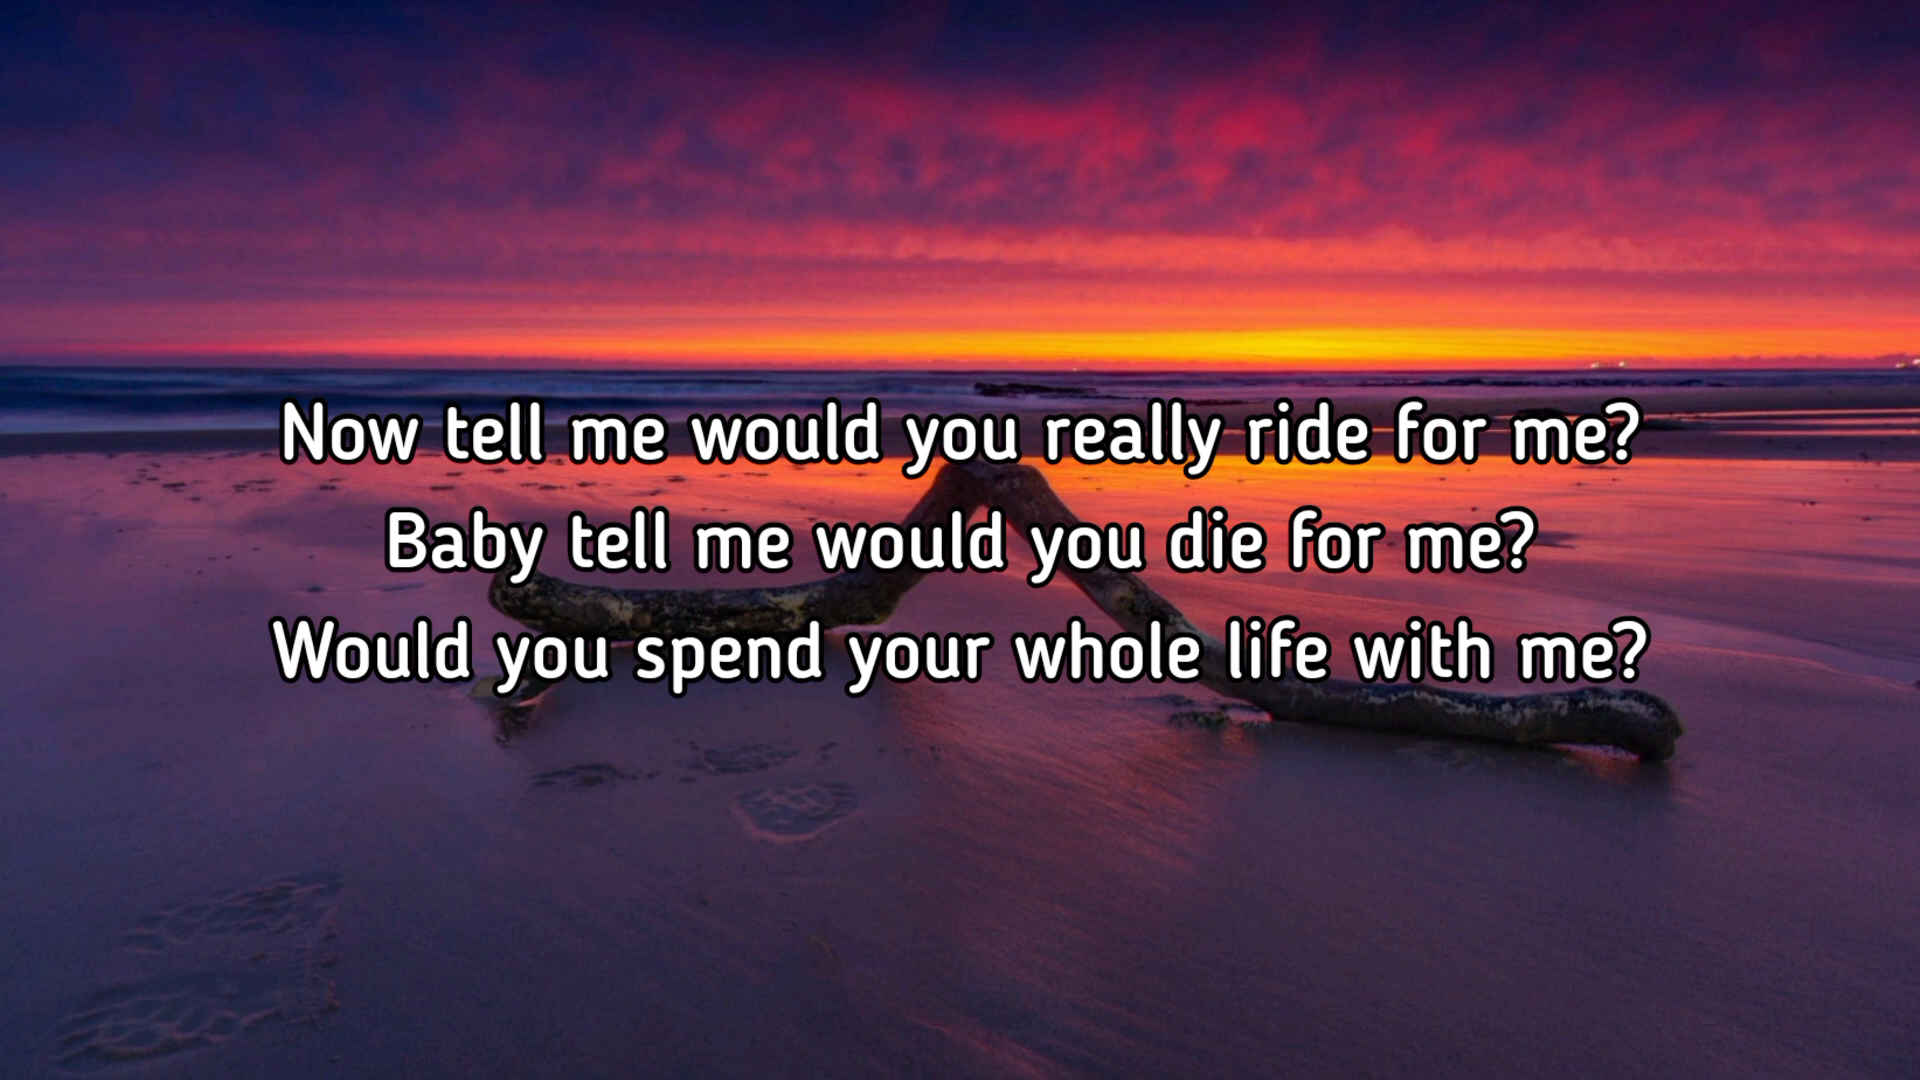 Now tell me would you really ride for me?
Baby tell me would you die for me?
Would you spend your whole life with me?